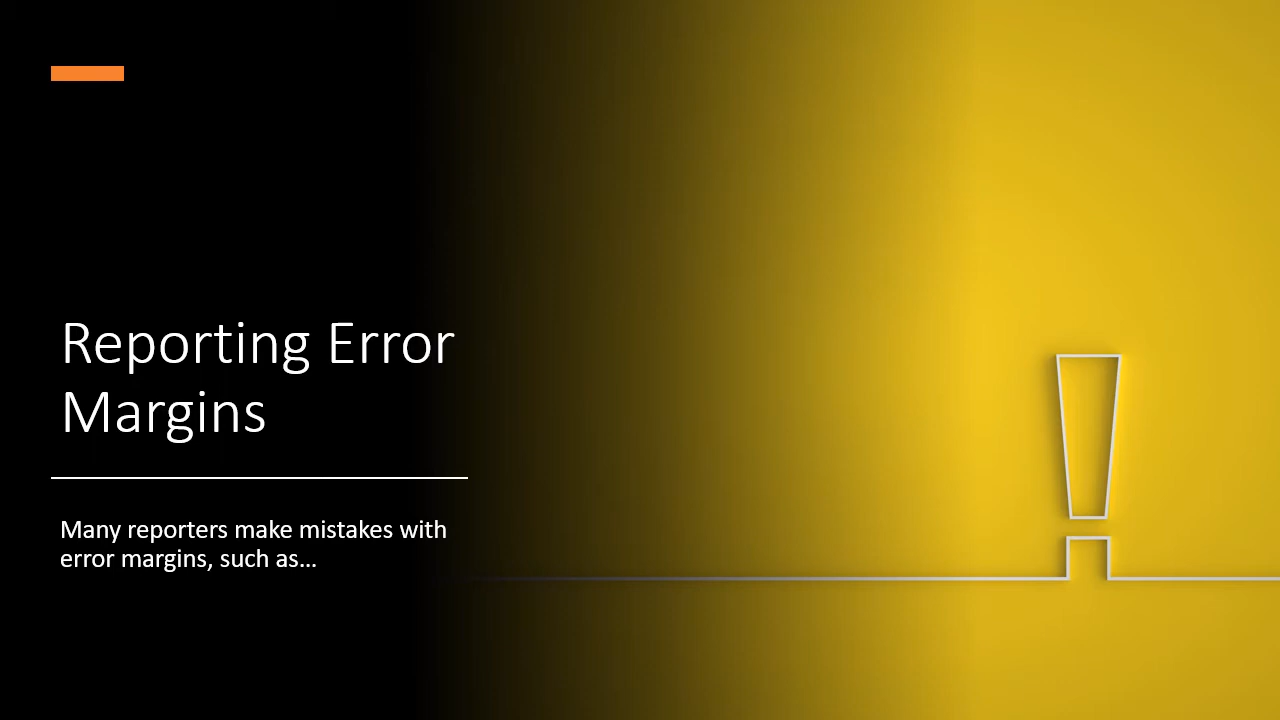 Reporting Error
Margins
Many reporters make mistakes with
error margins, such as...